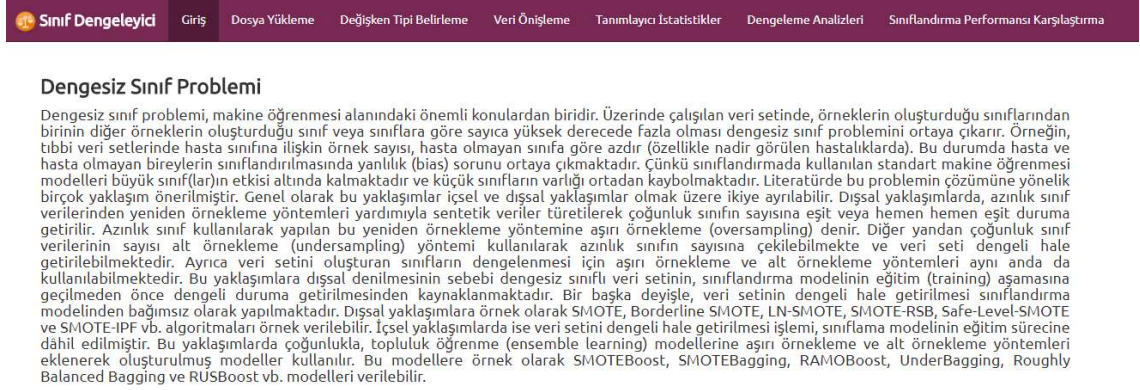 Sınıf Dengeleyici Giriş Dosya Yükleme Değişken Tipi Belirleme Veri Önişleme Tanımlayıcı İstatistikler Dengeleme Analizleri Sınıflandırma Performansı Karşılaştırma
Dengesiz Sınıf Problemi
Dengesiz sınıf problemi, makine öğrenmesi alanındaki önemli konulardan biridir. Üzerinde çalışılan veri setinde, örneklerin oluşturduğu sınıflarından
birinin diğer örneklerin oluşturduğu sınıf veya sınıflara göre sayıca yüksek derecede fazla olması dengesiz sınıf problemini ortaya çıkarır. Örneğin,
tıbbi veri setlerinde hasta sınıfına ilişkin örnek sayısı, hasta olmayan sınıfa göre azdır (özellikle nadir görülen hastalıklarda). Bu durumda hasta ve
hasta olmayan bireylerin sınıflandırılmasında yanlılık (bias) sorunu ortaya çıkmaktadır. Çünkü sınıflandırmada kullanılan standart makine öğrenmesi
modelleri büyük sınıf(lar)ın etkisi altında kalmaktadır ve küçük sınıfların varlığı ortadan kaybolmaktadır. Literatürde bu problemin çözümüne yönelik
birçok yaklaşım önerilmiştir. Genel olarak bu yaklaşımlar içsel ve dışsal yaklaşımlar olmak üzere ikiye ayrılabilir. Dışsal yaklaşımlarda, azınlık sınıf
verilerinden yeniden örnekleme yöntemleri yardımıyla sentetik veriler türetilerek çoğunluk sınıfın sayısına eşit veya hemen hemen eşit duruma
getirilir. Azınlık sınıf kullanılarak yapılan bu yeniden örnekleme yöntemine aşırı örnekleme (oversampling) denir. Diğer yandan çoğunluk sınıf
verilerinin sayısı alt örnekleme (undersampling) yöntemi kullanılarak azınlık sınıfın sayısına çekilebilmekte ve veri seti dengeli hale
getirilebilmektedir. Ayrıca veri setini oluşturan sınıfların dengelenmesi için aşırı örnekleme ve alt örnekleme yöntemleri aynı anda da
kullanılabilmektedir. Bu yaklaşımlara dışsal denilmesinin sebebi dengesiz sınıflı veri setinin, sınıflandırma modelinin eğitim (training) aşamasına
geçilmeden önce dengeli duruma getirilmesinden kaynaklanmaktadır. Bir başka deyişle, veri setinin dengeli hale getirilmesi sınıflandırma
modelinden bağımsız olarak yapılmaktadır. Dışsal yaklaşımlara örnek olarak SMOTE, Borderline SMOTE, LN-SMOTE, SMOTE-RSB, Safe-Level-SMOTE
ve SMOTE-IPF vb. algoritmaları örnek verilebilir. İçsel yaklaşımlarda ise veri setini dengeli hale getirilmesi işlemi, sınıflama modelinin eğitim sürecine
dâhil edilmiştir. Bu yaklaşımlarda çoğunlukla, topluluk öğrenme (ensemble learning) modellerine aşırı örnekleme ve alt örnekleme yöntemleri
eklenerek oluşturulmuş modeller kullanılır. Bu modellere örnek olarak SMOTEBoost, SMOTEBagging, RAMOBoost, UnderBagging, Roughly
Balanced Bagging ve RUSBoost vb. modelleri verilebilir.